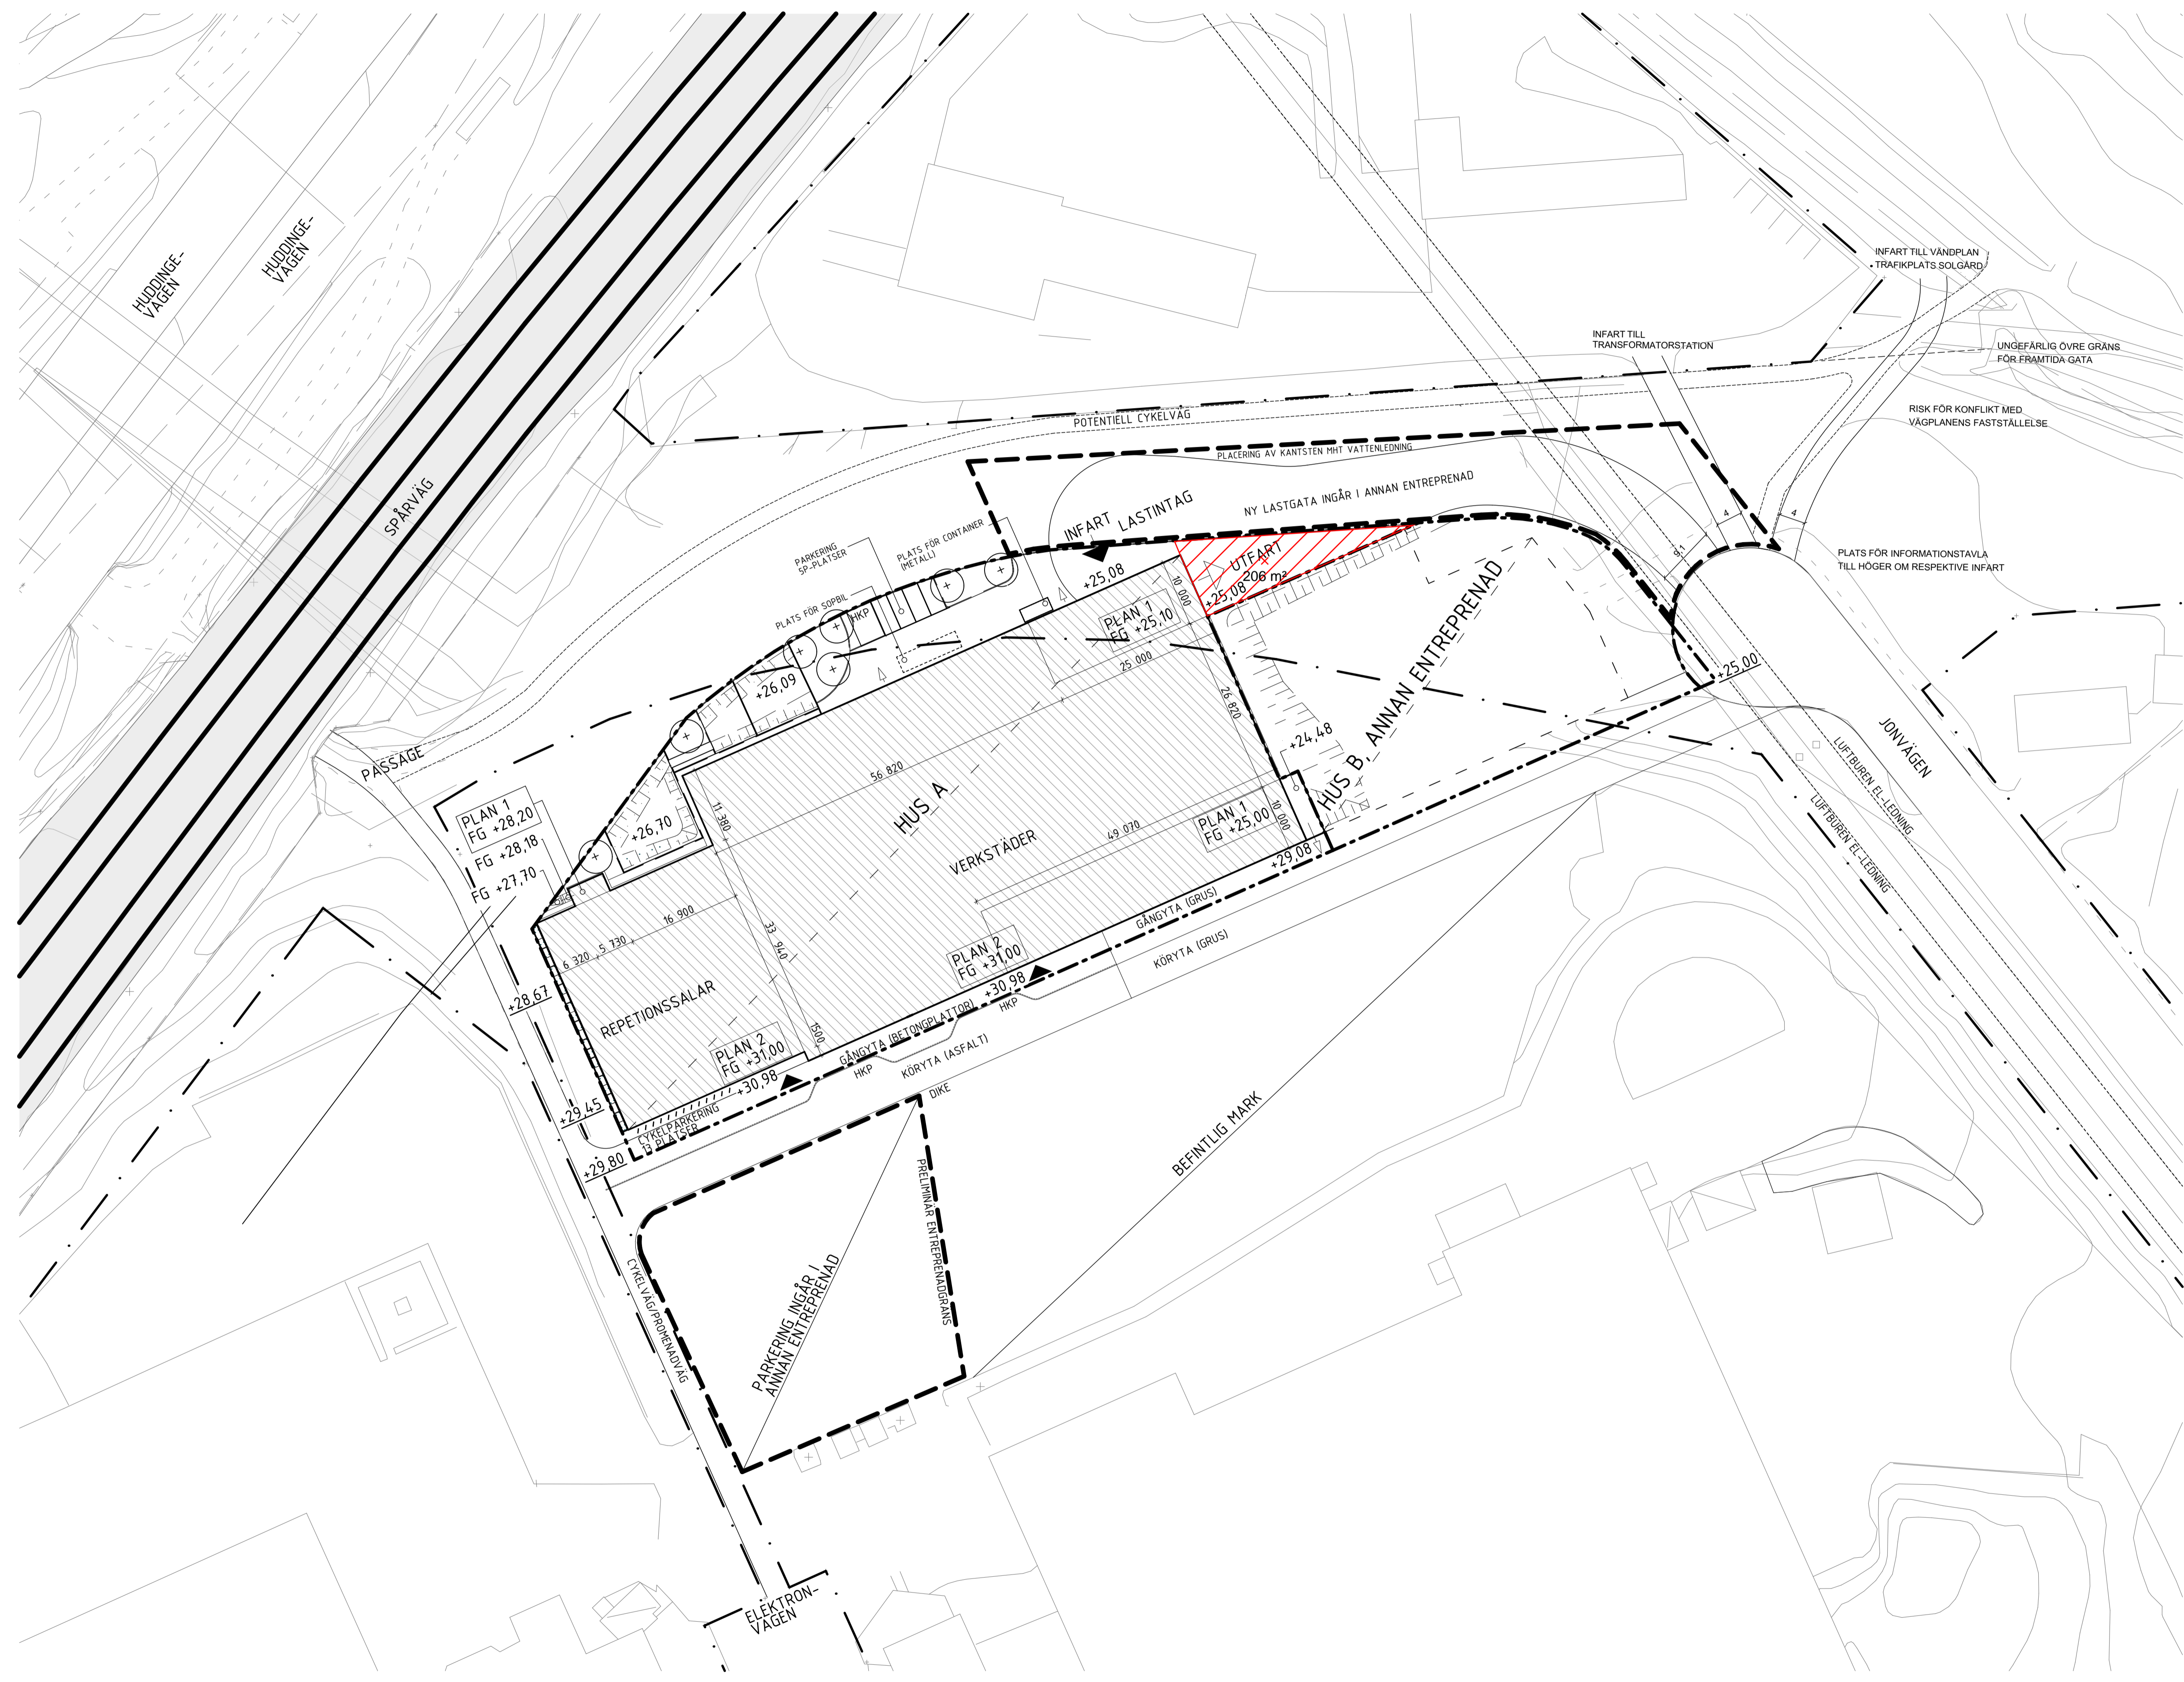 HUDDINGE-
VÄGEN
HUDDINGE-
VÄGEN
SPÅRVÄG
INFART TILL VÄNDPLAN
TRAFIKPLATS SOLGÅRD
INFART TILL
TRANSFORMATORSTATION
UNGEFÄRLIG ÖVRE GRÄNS
FÖR FRAMTIDA GATA
RISK FÖR KONFLIKT MED
VÄGPLANENS FASTSTÄLLELSE
POTENTIELL CYKELVÄG
PLACERING AV KANTSTEN MHT VATTENLEDNING
NY LASTGATA INGÅR I ANNAN ENTREPRENAD
INFART
LASTINTAG
PLATS FÖR CONTAINER
(METALL)
PARKERING
SP-PLATSER
PLATS FÖR SOPBIL
HKP
4
4
9.1
PLATS FÖR INFORMATIONSTAVLA
TILL HÖGER OM RESPEKTIVE INFART
UTFART
206 m²
+25,08
+25,08
10 000
PLAN 1
FG +25,10
25 000
26 820
+26,09
56 820
+24,48
HUS B, ANNAN ENTREPRENAD
+25,00
JONVÄGEN
LUFTBUREN EL-LEDNING
LUFTBUREN EL-LEDNING
PASSAGE
PLAN 1
FG +28,20
FG +28,18
FG +27,70
+26,70
11 380
HUS A
VERKSTÄDER
49 070
PLAN 1
FG +25,00
10 000
+29,08
GÅNGYTA (GRUS)
KÖRYTA (GRUS)
16 900
6 320
5 730
33 940
PLAN 2
FG +31,00
+30,98
HKP
+28,67
REPETIONSSALAR
PLAN 2
FG +31,00
1500
GÅNGYTA (BETONGPLATTOR)
HKP
KÖRYTA (ASFALT)
DIKE
+30,98
+29,45
CYKELPARKERING
13 PLATSER
+29,80
BEFINTLIG MARK
PRELIMINÄR ENTREPRENADGRÄNS
PARKERING INGÅR I
ANNAN ENTREPRENAD
CYKELVÄG/PROMENADVÄG
ELEKTRON-
VÄGEN